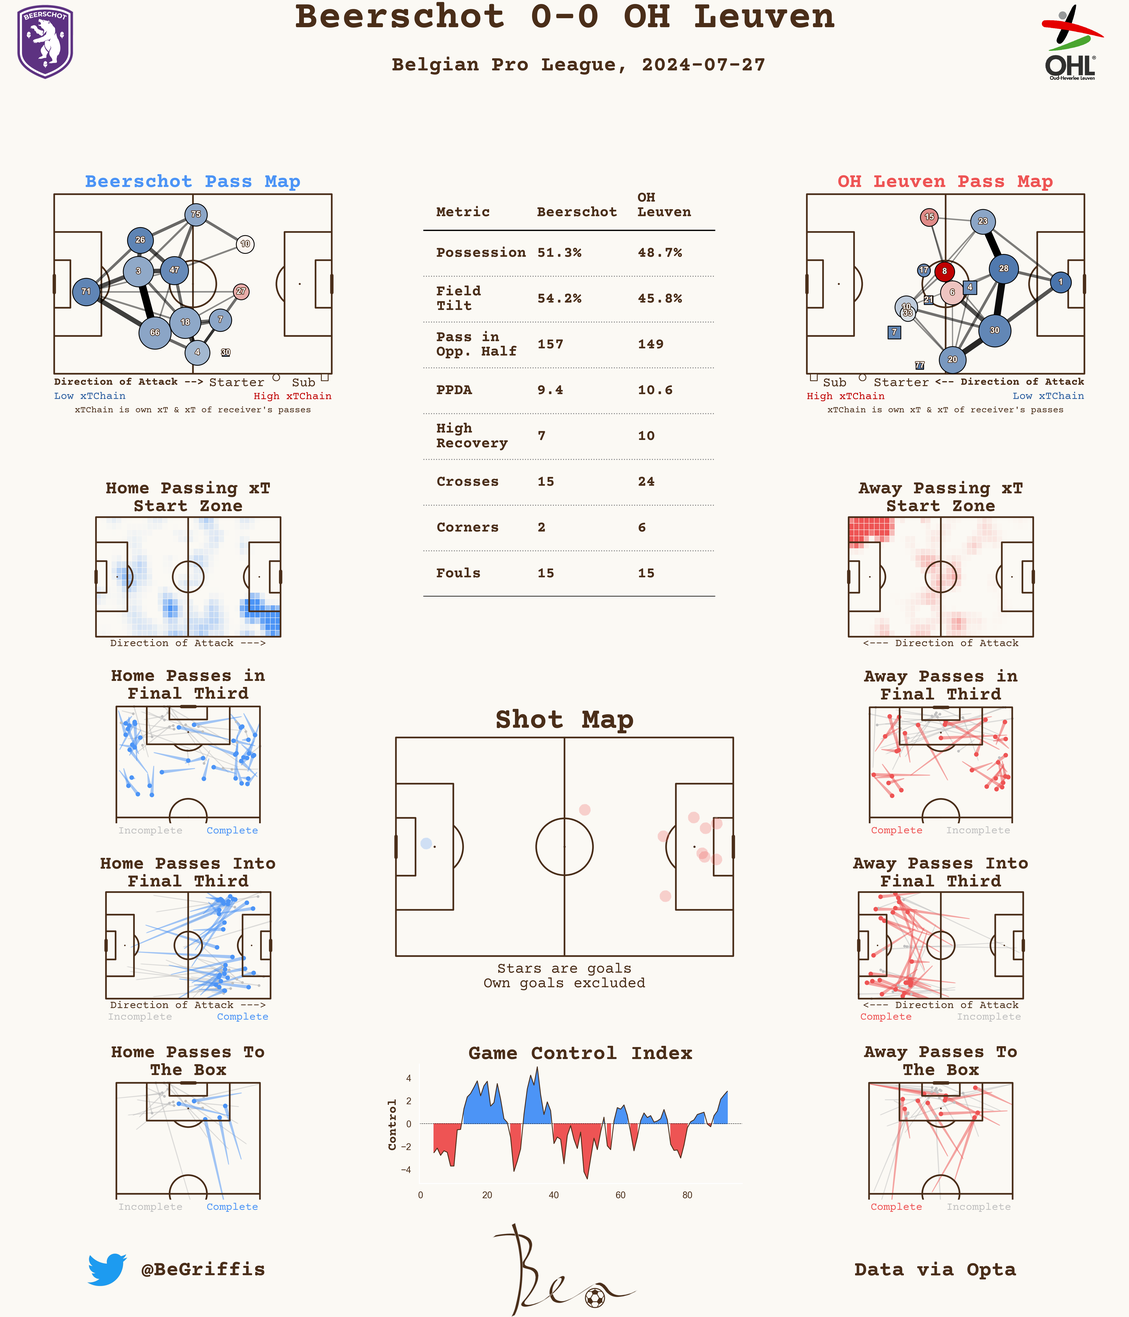 Beerschot 0-0 OH Leuven
Belgian Pro League, 2024-07-27
BEERSCHOT
OHL
Oud-Heverlee Leuven
Beerschot Pass Map
75
26
10
3
47
71
27
66
18
7
4
30
Direction of Attack --> Starter Sub
Low xTChain High xTChain
xTChain is own xT & xT of receiver's passes
Metric Beerschot OH Leuven
Possession 51.3% 48.7%
Field Tilt 54.2% 45.8%
Pass in Opp. Half 157 149
PPDA 9.4 10.6
High Recovery 7 10
Crosses 15 24
Corners 2 6
Fouls 15 15
OH Leuven Pass Map
15
23
17
8
28
1
4
6
10
33
7
30
77
20
Sub Starter <-- Direction of Attack
High xTChain Low xTChain
xTChain is own xT & xT of receiver's passes
Home Passing xT
Start Zone
Direction of Attack --->
Away Passing xT
Start Zone
<--- Direction of Attack
Home Passes in
Final Third
Incomplete Complete
Away Passes in
Final Third
Complete Incomplete
Shot Map
Stars are goals
Own goals excluded
Home Passes Into
Final Third
Direction of Attack --->
Incomplete Complete
Away Passes Into
Final Third
<--- Direction of Attack
Complete Incomplete
Home Passes To
The Box
Incomplete Complete
Game Control Index
Control
4
2
0
−2
−4
0 20 40 60 80
Away Passes To
The Box
Complete Incomplete
@BeGriffis
Ben
Data via Opta